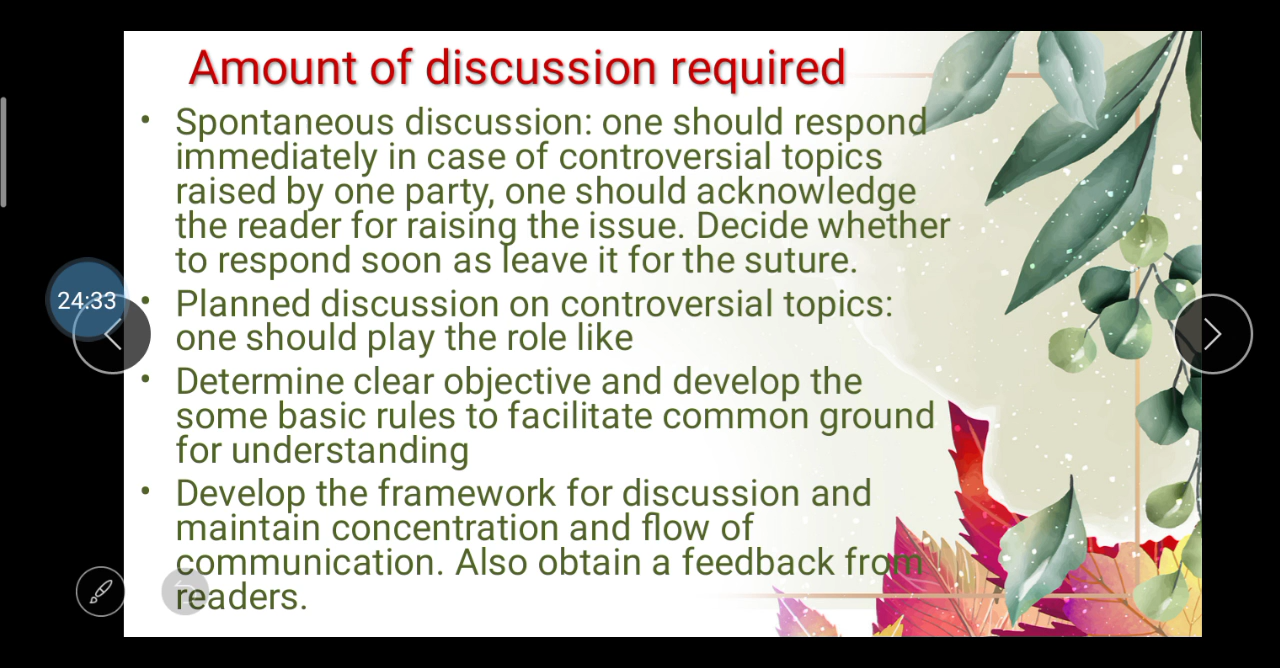 Amount of discussion required
• Spontaneous discussion: one should respond
immediately in case of controversial topics
raised by one party, one should acknowledge
the reader for raising the issue. Decide whether
to respond soon as leave it for the suture.
24:33
• Planned discussion on controversial topics:
one should play the role like
• Determine clear objective and develop the
some basic rules to facilitate common ground
for understanding
• Develop the framework for discussion and
maintain concentration and flow of
communication. Also obtain a feedback from
readers.